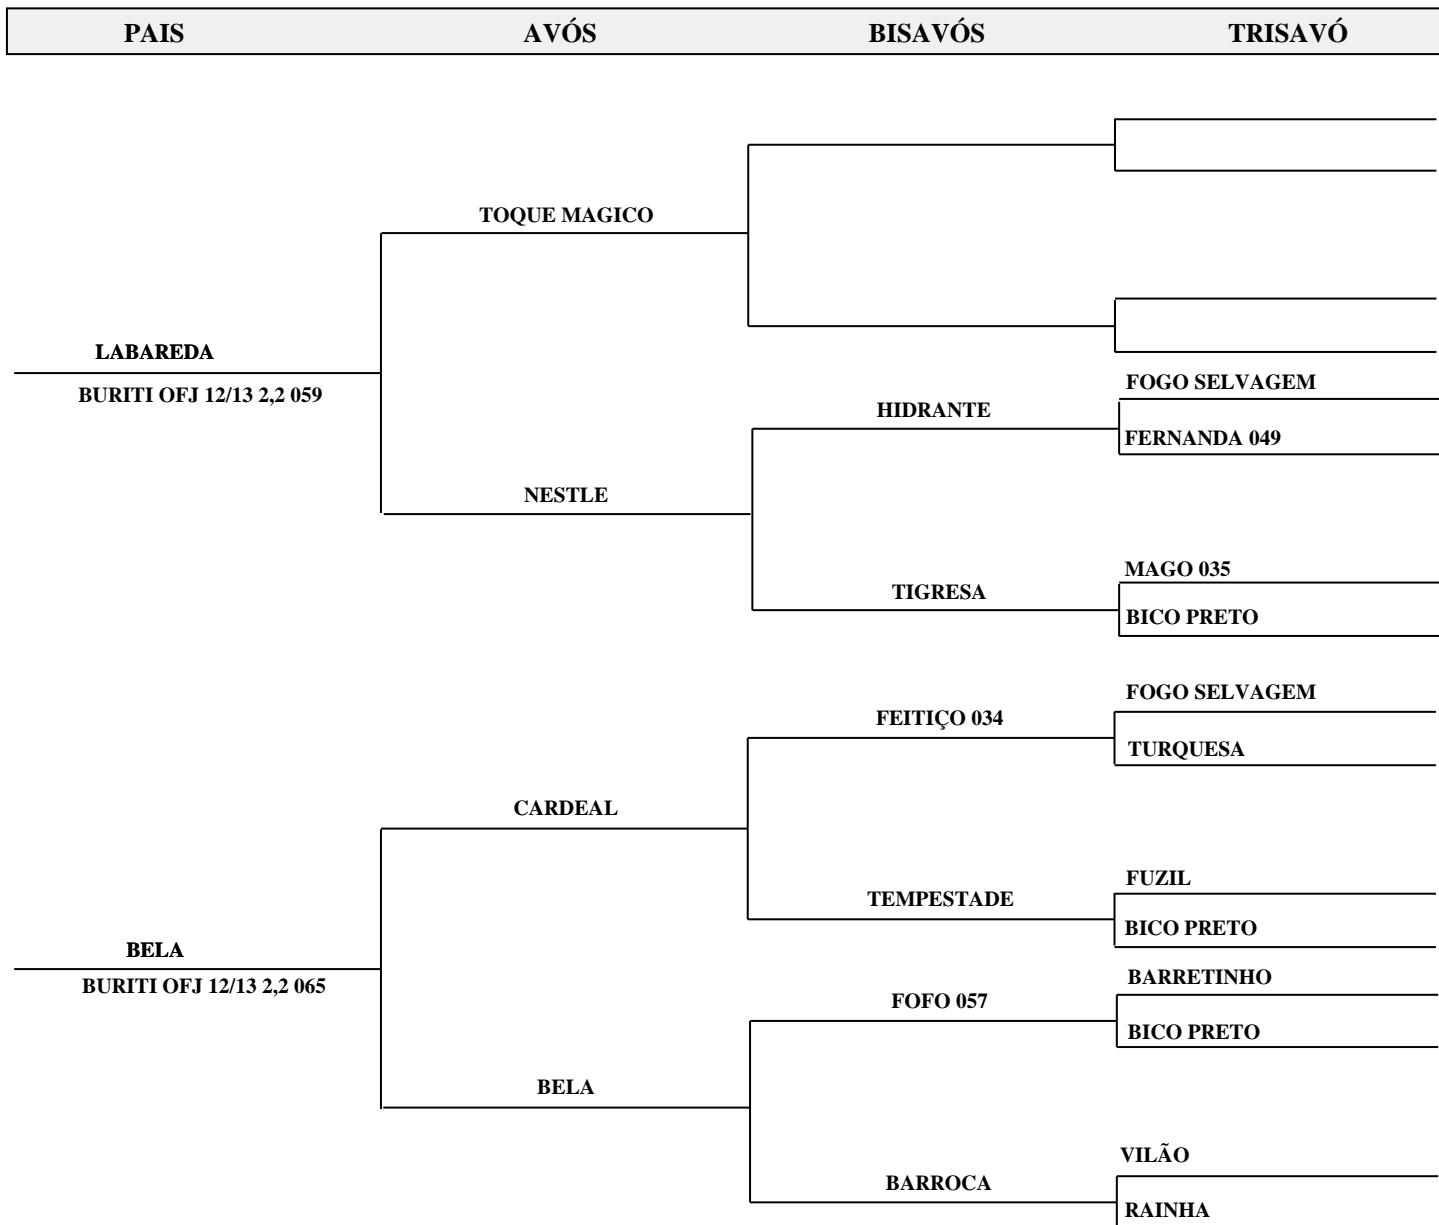 PAIS AVÓS BISAVÓS TRISAVÓ
TOQUE MAGICO
LABAREDA
BURITI OFJ 12/13 2,2 059
FOGO SELVAGEM
HIDRANTE
FERNANDA 049
NESTLE
MAGO 035
TIGRESA
BICO PRETO
FOGO SELVAGEM
FEITIÇO 034
TURQUESA
CARDEAL
FUZIL
TEMPESTADE
BICO PRETO
BELA
BURITI OFJ 12/13 2,2 065
BARRETINHO
FOFO 057
BICO PRETO
BELA
VILÃO
BARROCA
RAINHA